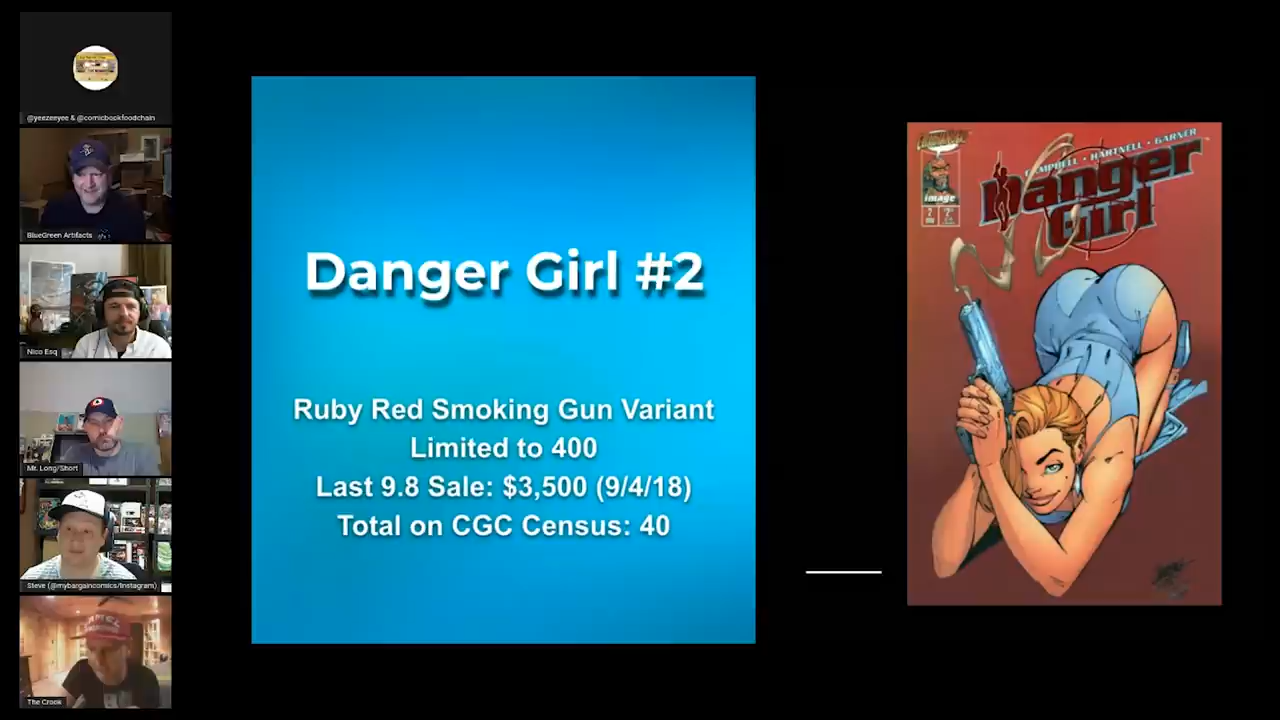 @yeezeeyee & @comicbookfoodchain
BlueGreen Artifacts
Nico Esq
Mr. Long/Short
Steve (@mybargaincomics/Instagram)
The Crook
Danger Girl #2
Ruby Red Smoking Gun Variant
Limited to 400
Last 9.8 Sale: $3,500 (9/4/18)
Total on CGC Census: 40
CAMPBELL • HARTNELL • GARNER
Danger
Girl
image
2